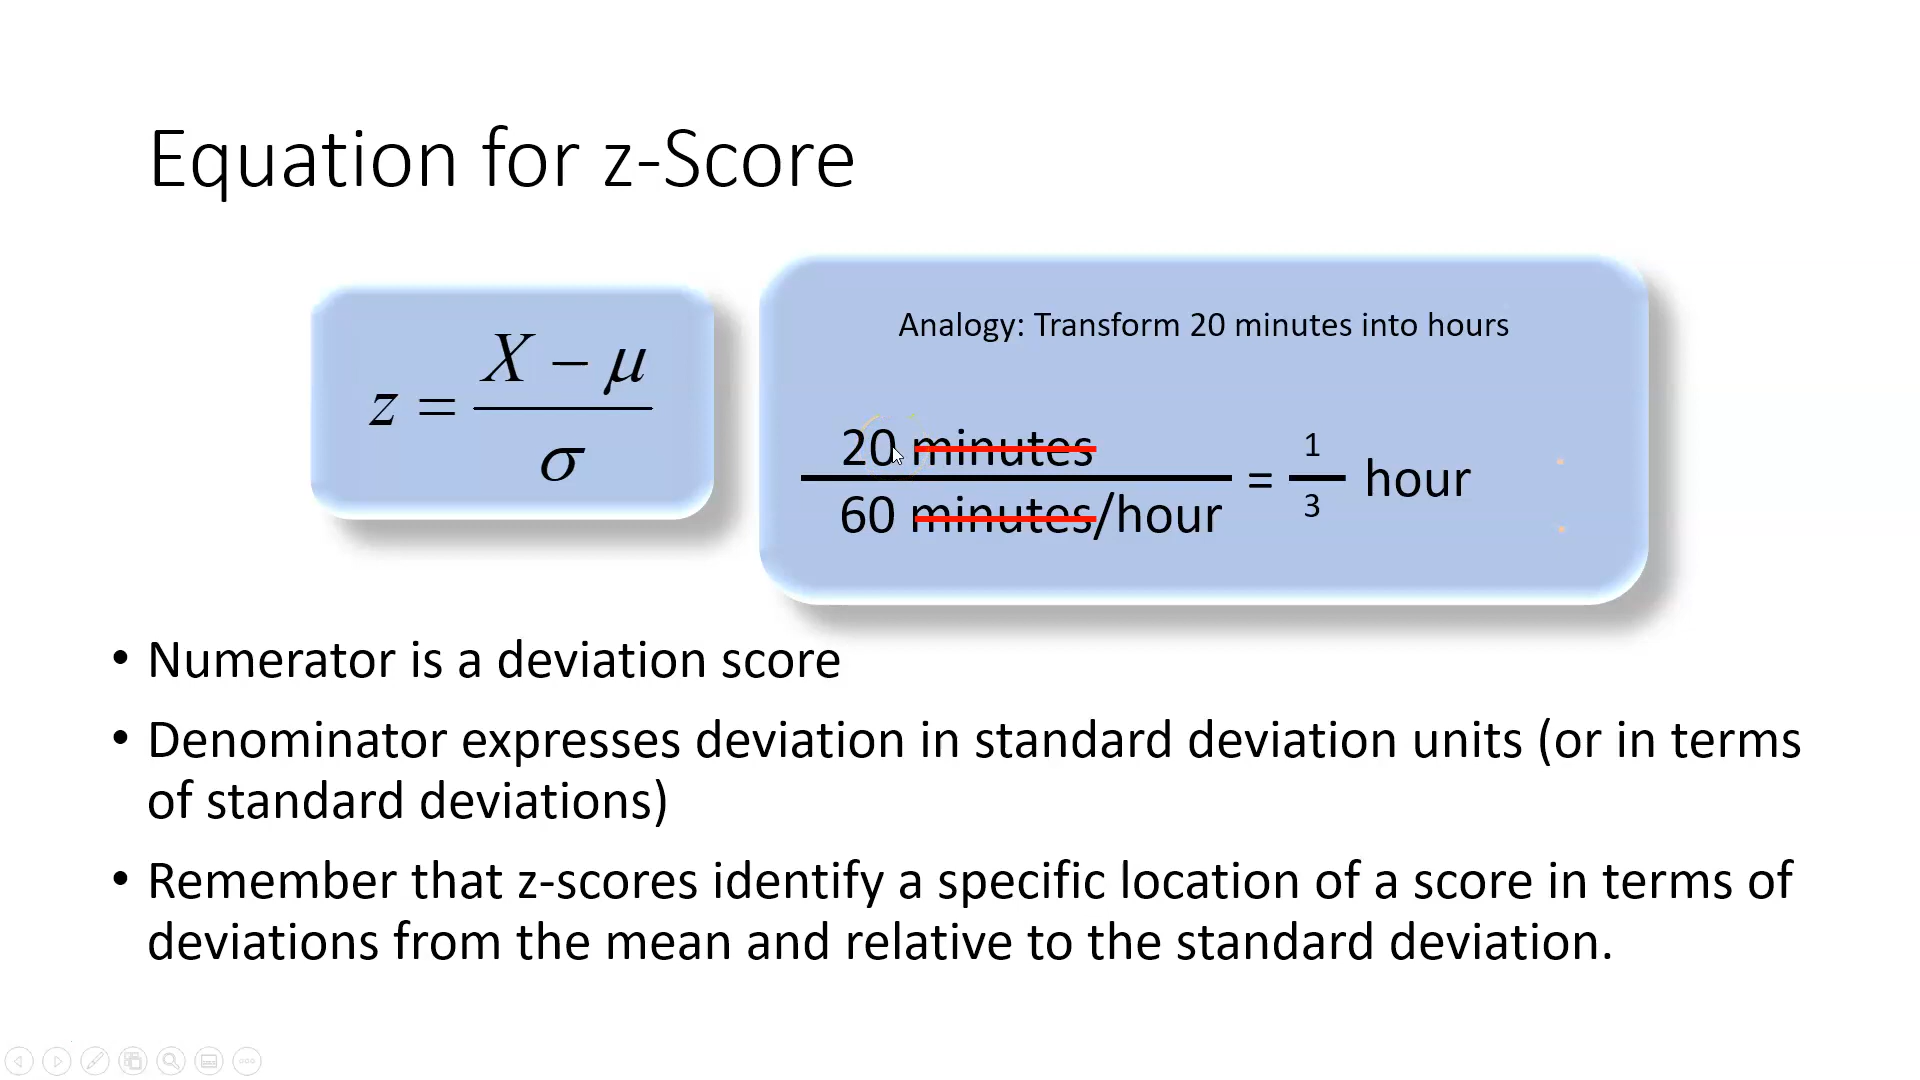 Equation for z-Score
z = X − μ
σ
Analogy: Transform 20 minutes into hours
20 minutes
60 minutes/hour
= 1
3
hour
• Numerator is a deviation score
• Denominator expresses deviation in standard deviation units (or in terms
of standard deviations)
• Remember that z-scores identify a specific location of a score in terms of
deviations from the mean and relative to the standard deviation.